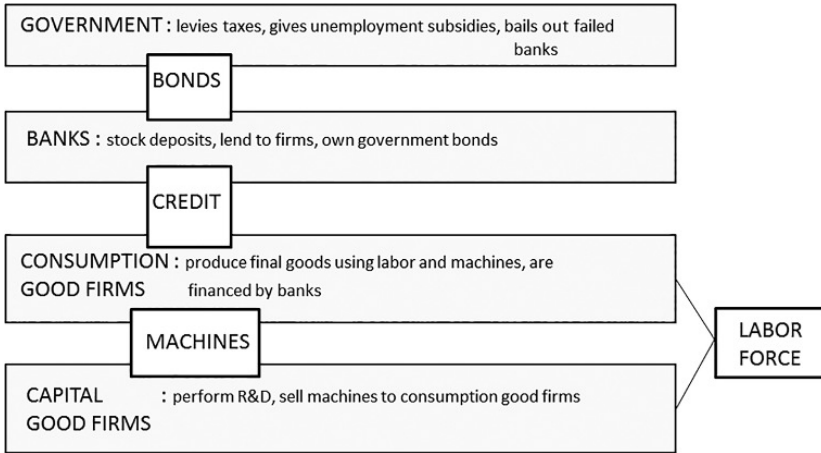 GOVERNMENT : levies taxes, gives unemployment subsidies, bails out failed
banks
BONDS
BANKS : stock deposits, lend to firms, own government bonds
CREDIT
CONSUMPTION : produce final goods using labor and machines, are
GOOD FIRMS financed by banks
MACHINES
LABOR
FORCE
CAPITAL : perform R&D, sell machines to consumption good firms
GOOD FIRMS